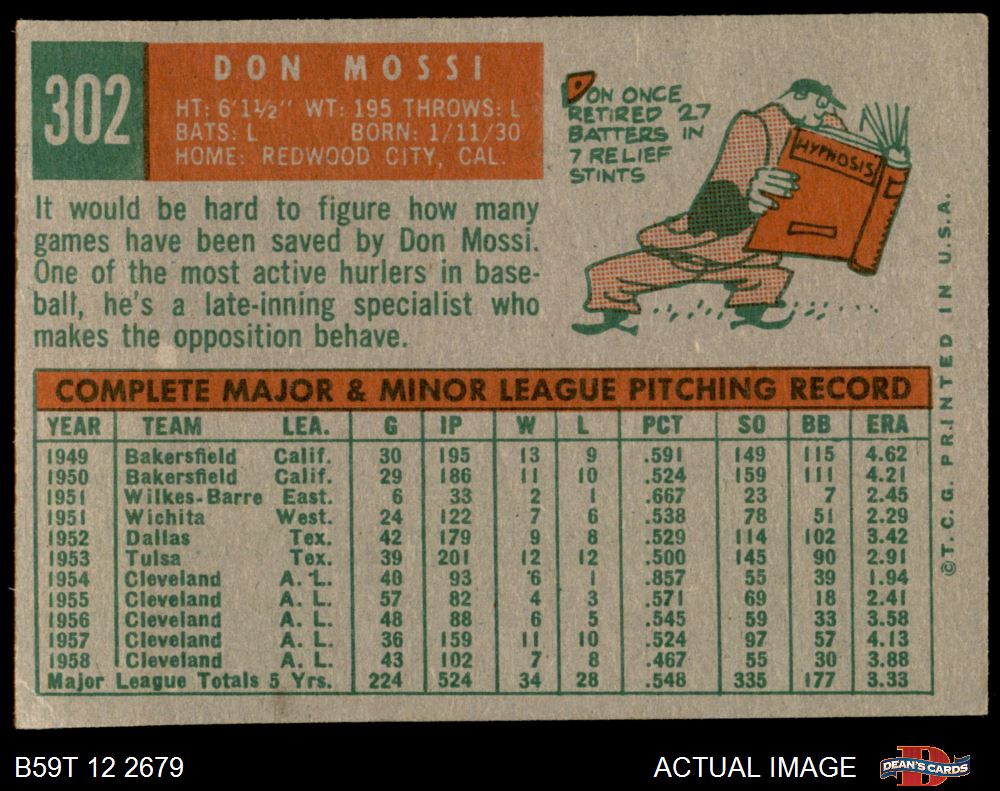 302
DON MOSSI
HT: 6'1½" WT: 195 THROWS: L
BATS: L BORN: 1/11/30
HOME: REDWOOD CITY, CAL.
DON ONCE
RETIRED 27
BATTERS IN
7 RELIEF
STINTS
HYPNOSIS
It would be hard to figure how many
games have been saved by Don Mossi.
One of the most active hurlers in base-
ball, he's a late-inning specialist who
makes the opposition behave.
COMPLETE MAJOR & MINOR LEAGUE PITCHING RECORD
YEAR TEAM LEA. G IP W L PCT SO BB ERA
1949 Bakersfield Calif. 30 195 13 9 .591 149 115 4.62
1950 Bakersfield Calif. 29 186 11 10 .524 159 111 4.21
1951 Wilkes-Barre East. 6 33 2 1 .667 23 7 2.45
1951 Wichita West. 24 122 7 6 .538 78 51 2.29
1952 Dallas Tex. 42 179 9 8 .529 114 102 3.42
1953 Tulsa Tex. 39 201 12 12 .500 145 90 2.91
1954 Cleveland A. L. 40 93 6 1 .857 55 39 1.94
1955 Cleveland A. L. 57 82 4 3 .571 69 18 2.41
1956 Cleveland A. L. 48 88 6 5 .545 59 33 3.58
1957 Cleveland A. L. 36 159 11 10 .524 97 57 4.13
1958 Cleveland A. L. 43 102 7 8 .467 55 30 3.88
Major League Totals 5 Yrs. 224 524 34 28 .548 335 177 3.33
©T. C. G. PRINTED IN U.S.A.
B59T 12 2679
ACTUAL IMAGE
DEAN'S CARDS